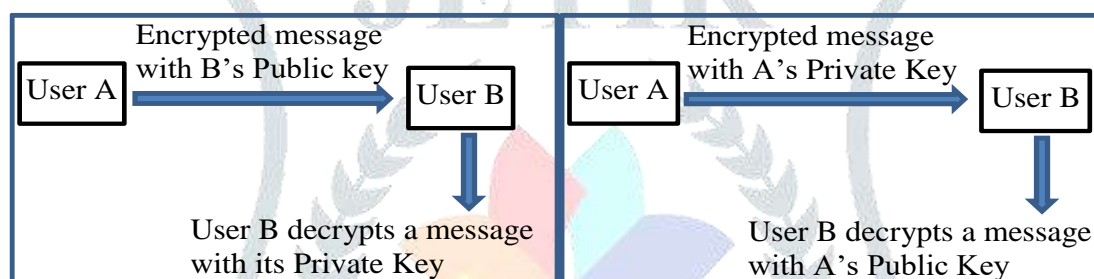 JETIR
Encrypted message
with B's Public key
User A
User B
User B decrypts a message
with its Private Key
Encrypted message
with A's Private Key
User A
User B
User B decrypts a message
with A's Public Key